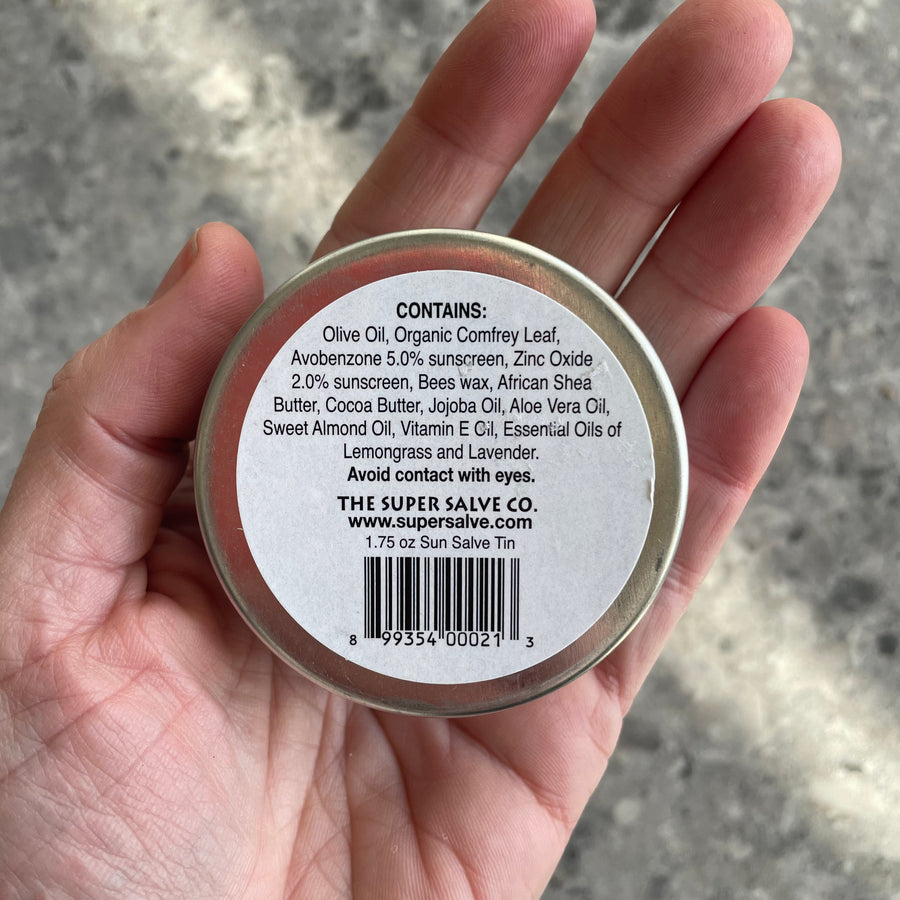 CONTAINS:
Olive Oil, Organic Comfrey Leaf,
Avobenzone 5.0% sunscreen, Zinc Oxide
2.0% sunscreen, Bees wax, African Shea
Butter, Cocoa Butter, Jojoba Oil, Aloe Vera Oil,
Sweet Almond Oil, Vitamin E Oil, Essential Oils of
Lemongrass and Lavender.
Avoid contact with eyes.
THE SUPER SALVE CO.
www.supersalve.com
1.75 oz Sun Salve Tin
8 99354 00021 3